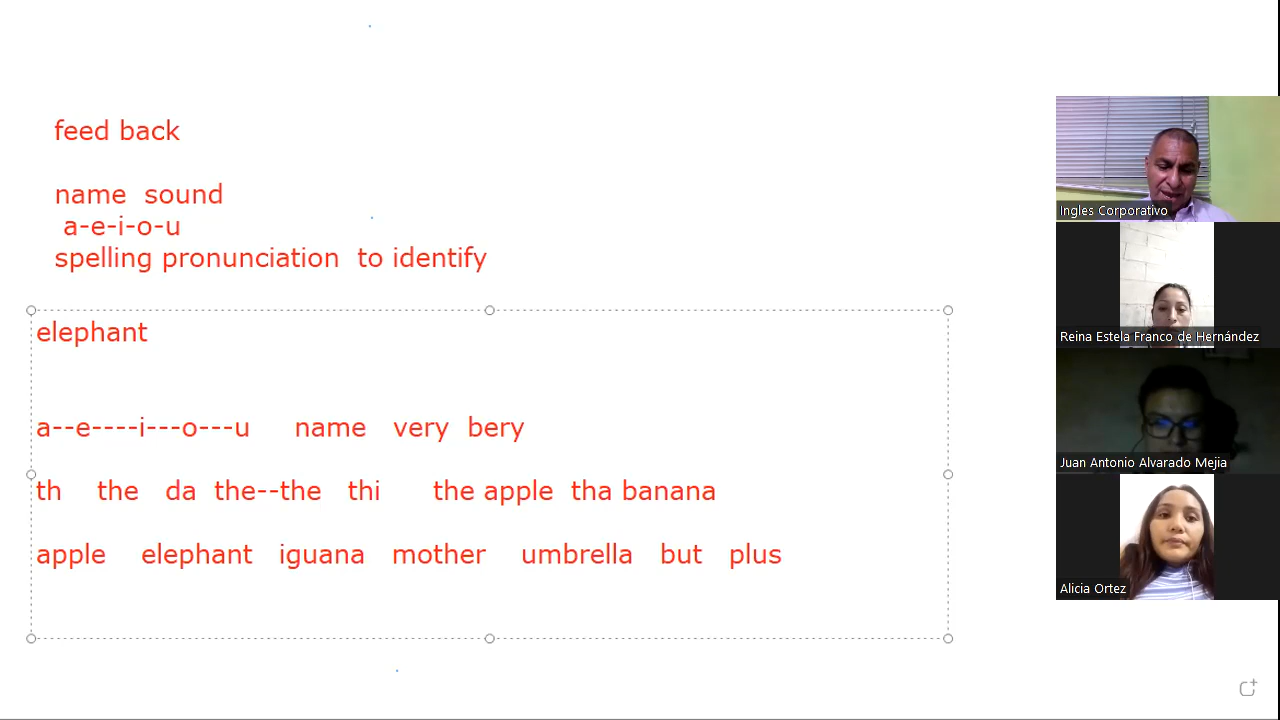 feed back
name sound
a-e-i-o-u
spelling pronunciation to identify
elephant
a--e----i---o---u name very bery
th the da the--the thi the apple tha banana
apple elephant iguana mother umbrella but plus
Ingles Corporativo
Reina Estela Franco de Hernández
Juan Antonio Alvarado Mejia
Alicia Ortez